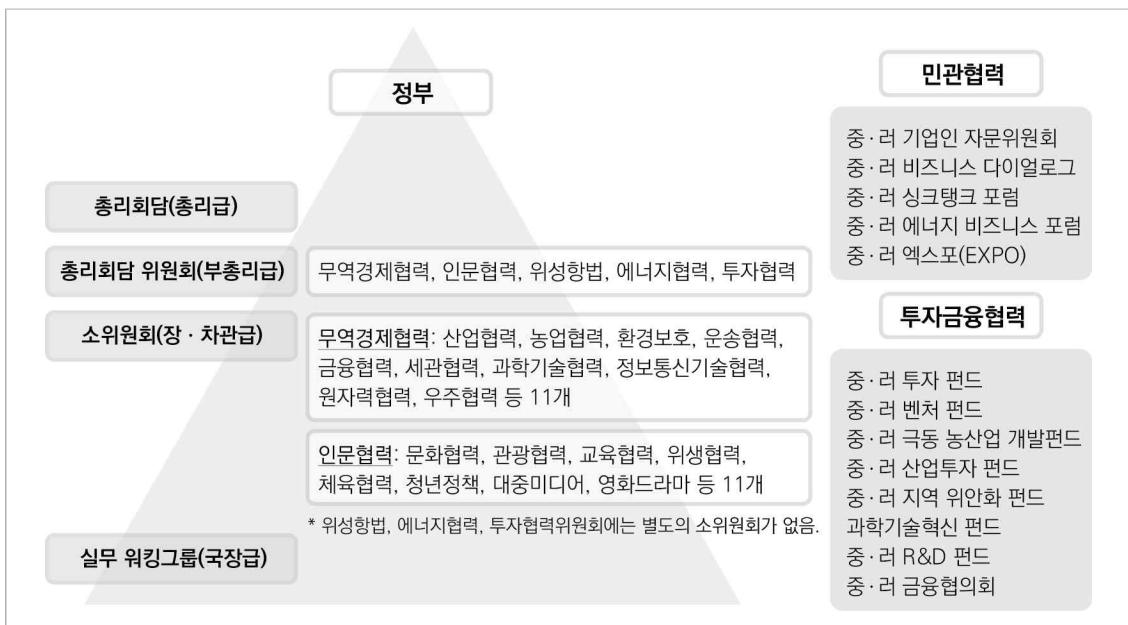 정부
총리회담(총리급)
총리회담 위원회(부총리급)
무역경제협력, 인문협력, 위성항법, 에너지협력, 투자협력
소위원회(장 · 차관급)
무역경제협력: 산업협력, 농업협력, 환경보호, 운송협력,
금융협력, 세관협력, 과학기술협력, 정보통신기술협력,
원자력협력, 우주협력 등 11개
인문협력: 문화협력, 관광협력, 교육협력, 위생협력,
체육협력, 청년정책, 대중미디어, 영화드라마 등 11개
* 위성항법, 에너지협력, 투자협력위원회에는 별도의 소위원회가 없음.
실무 워킹그룹(국장급)
민관협력
중·러 기업인 자문위원회
중·러 비즈니스 다이얼로그
중·러 싱크탱크 포럼
중·러 에너지 비즈니스 포럼
중·러 엑스포(EXPO)
투자금융협력
중·러 투자 펀드
중·러 벤처 펀드
중·러 극동 농산업 개발펀드
중·러 산업투자 펀드
중·러 지역 위안화 펀드
과학기술혁신 펀드
중·러 R&D 펀드
중·러 금융협의회